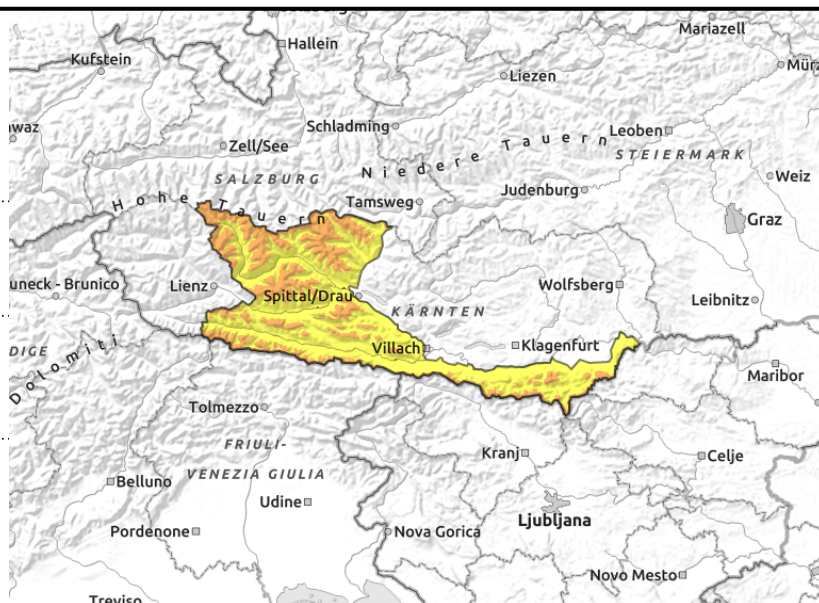 Hallein
Mariazell
Kufstein
Liezen
Mürz
waz
Schladming
Leoben
Zell/See
Niedere Tauern
STEIERMARK
Weiz
SALZBURG
Hohe Tauern
Tamsweg
Judenburg
Graz
uneck - Brunico
Lienz
Spittal/Drau
Wolfsberg
Leibnitz
KÄRNTEN
DIGE
Dolomiti
Villach
Klagenfurt
Maribor
Tolmezzo
FRIULI-
VENEZIA GIULIA
Kranj
Celje
Belluno
Udine
Ljubljana
Pordenone
Nova Gorica
Novo Mesto
Treviso